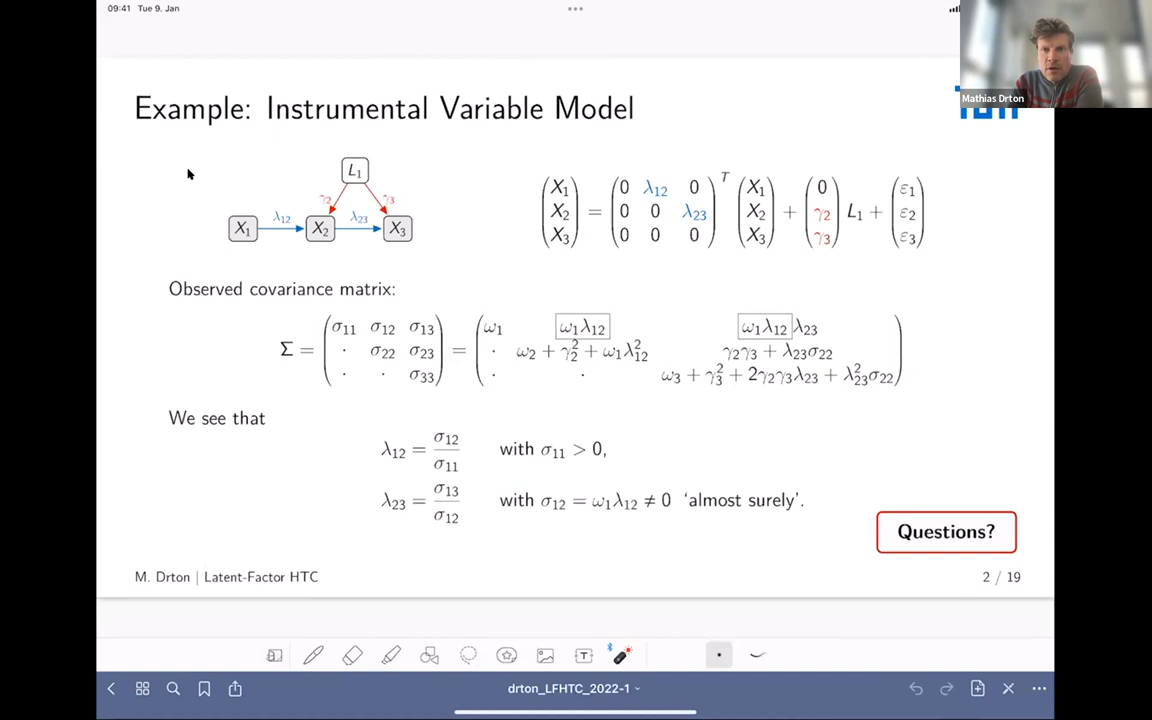 09:41 Tue 9. Jan
Mathias Drton
Example: Instrumental Variable Model
L₁
γ₂ γ₃
X₁ λ₁₂ X₂ λ₂₃ X₃
(X₁ X₂ X₃) = (0 λ₁₂ 0; 0 0 λ₂₃; 0 0 0)ᵀ (X₁ X₂ X₃) + (0 γ₂ γ₃) L₁ + (ε₁ ε₂ ε₃)
Observed covariance matrix:
Σ = (σ₁₁ σ₁₂ σ₁₃; · σ₂₂ σ₂₃; · · σ₃₃) = (ω₁ ω₁λ₁₂ ω₁λ₁₂λ₂₃; · ω₂ + γ₂² + ω₁λ₁₂² γ₂γ₃ + λ₂₃σ₂₂; · · ω₃ + γ₃² + 2γ₂γ₃λ₂₃ + λ₂₃²σ₂₂)
We see that
λ₁₂ = σ₁₂/σ₁₁ with σ₁₁ > 0,
λ₂₃ = σ₁₃/σ₁₂ with σ₁₂ = ω₁λ₁₂ ≠ 0 ‘almost surely’.
Questions?
M. Drton | Latent-Factor HTC 2 / 19
drton_LFHTC_2022-1